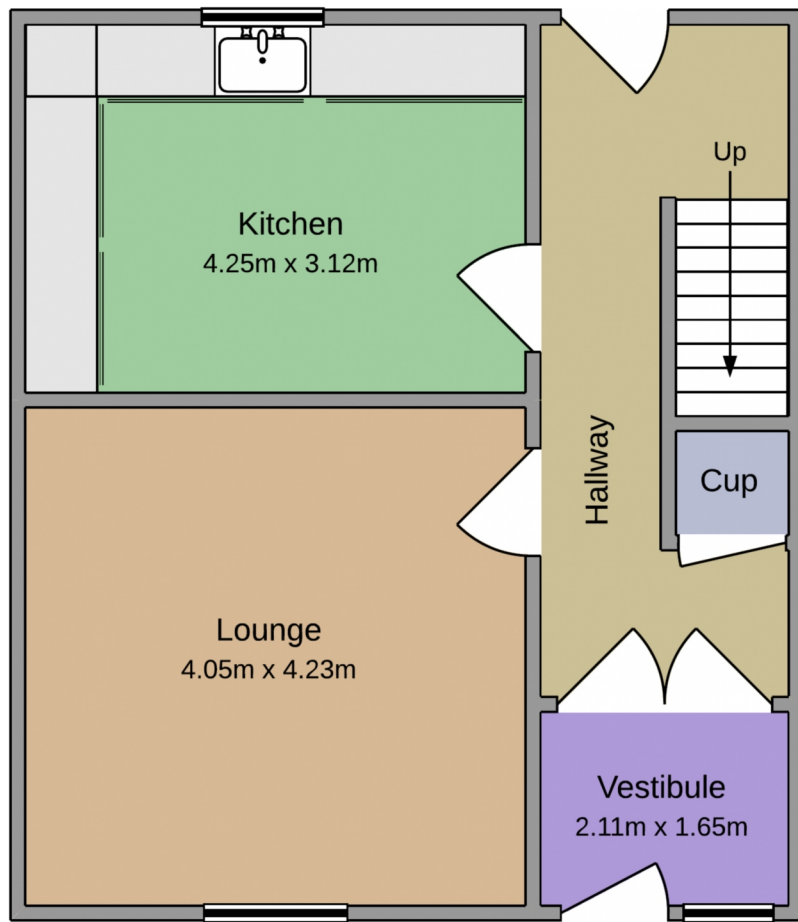 Up
Kitchen
4.25m x 3.12m
Hallway
Cup
Lounge
4.05m x 4.23m
Vestibule
2.11m x 1.65m